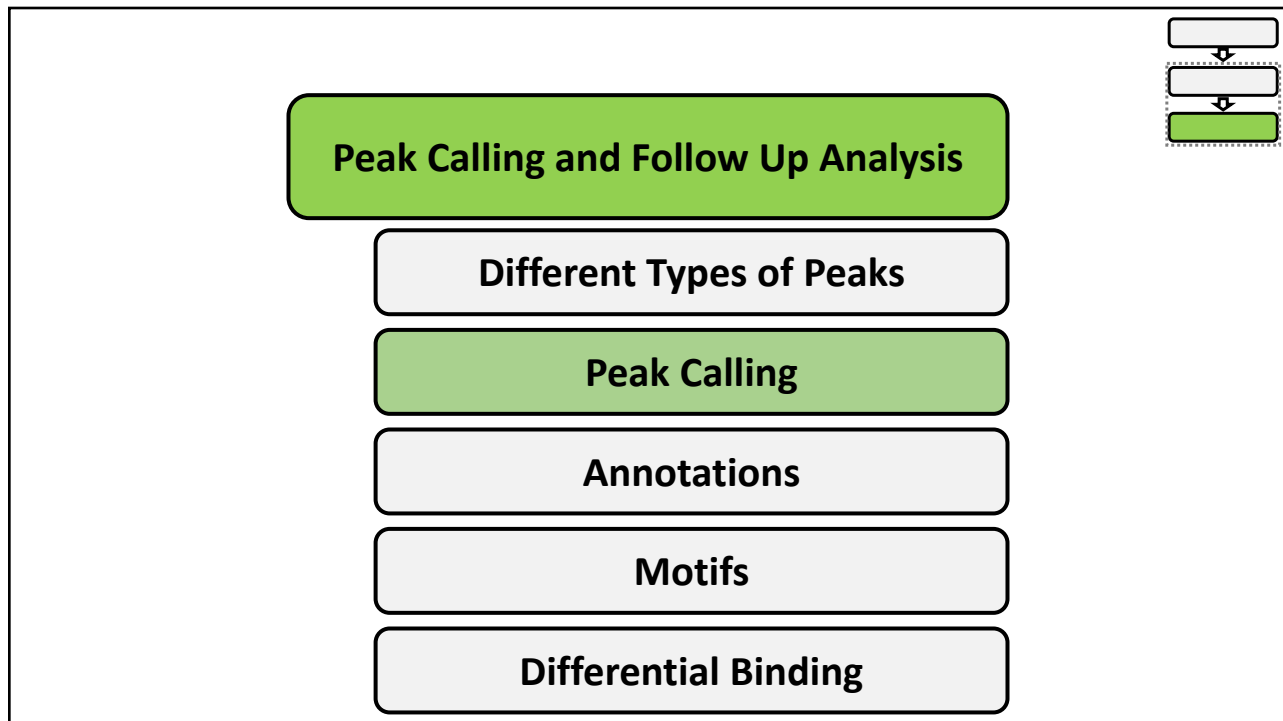 Peak Calling and Follow Up Analysis
Different Types of Peaks
Peak Calling
Annotations
Motifs
Differential Binding